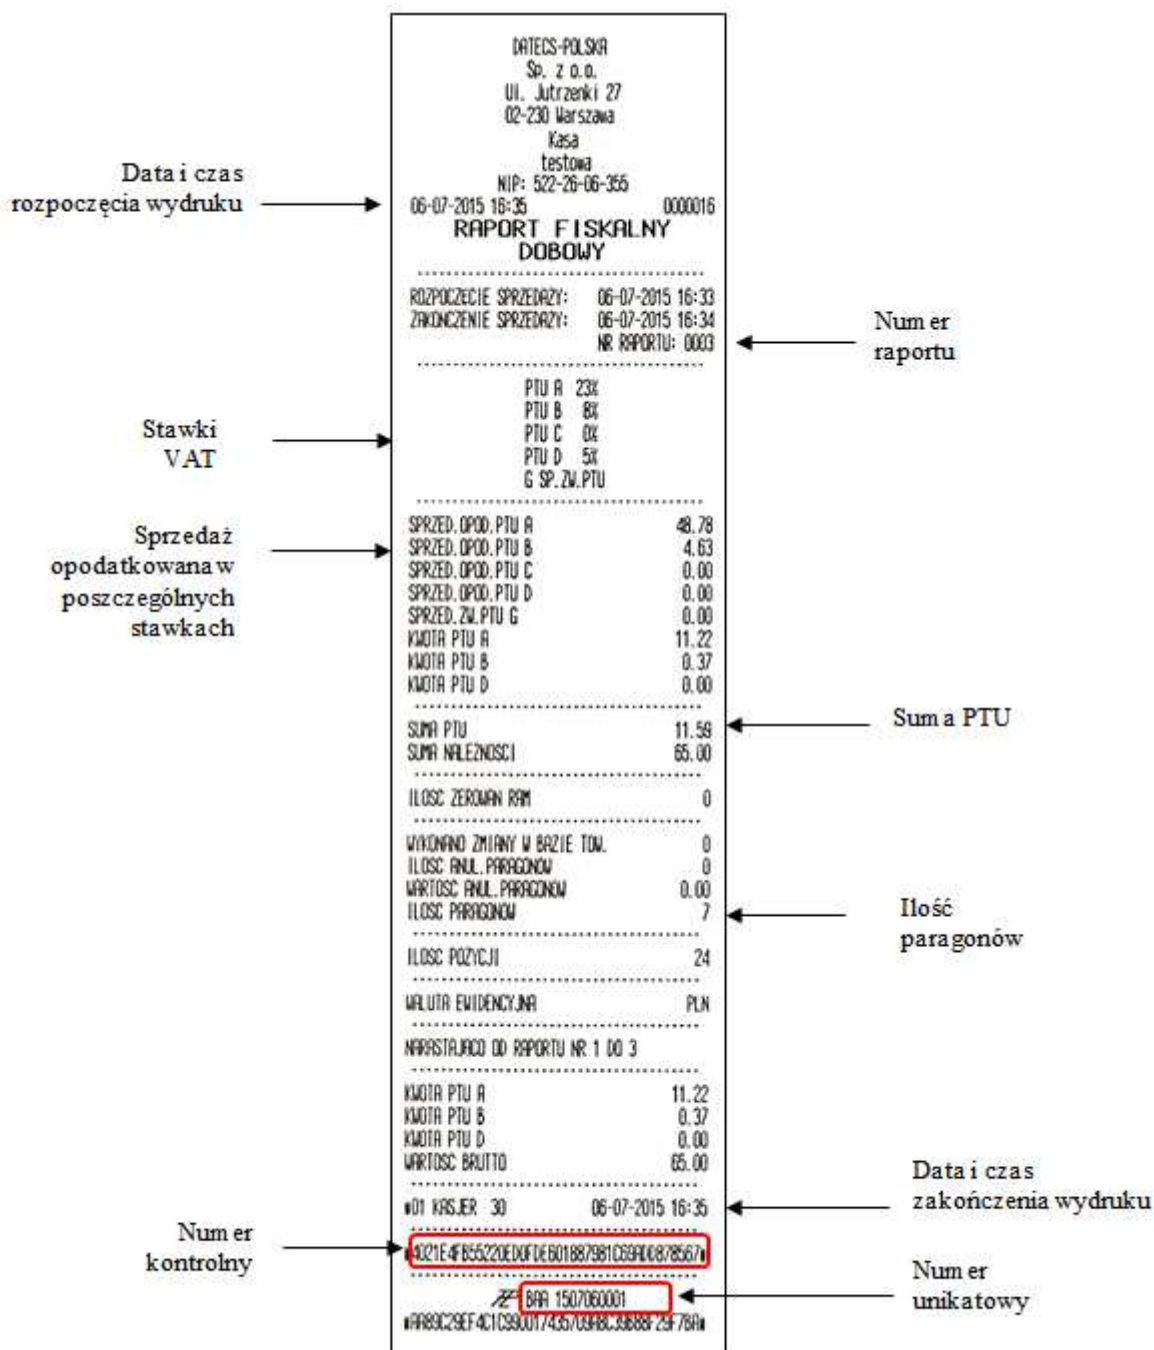 DATECS-POLSKA
Sp. z o.o.
Ul. Jutrzenki 27
02-230 Warszawa
Kasa
testowa
NIP: 522-26-06-355
Data i czas
rozpoczęcia wydruku
06-07-2015 16:35 0000016
RAPORT FISKALNY
DOBOWY
ROZPOCZECIE SPRZEDAZY: 06-07-2015 16:33
ZAKONCZENIE SPRZEDAZY: 06-07-2015 16:34
NR RAPORTU: 0003
Numer
raportu
PTU A 23%
PTU B 8%
PTU C 0%
PTU D 5%
G SP.ZW.PTU
Stawki
VAT
SPRZED.OPOD.PTU A 48.78
SPRZED.OPOD.PTU B 4.63
SPRZED.OPOD.PTU C 0.00
SPRZED.OPOD.PTU D 0.00
SPRZED.ZW.PTU G 0.00
KWOTA PTU A 11.22
KWOTA PTU B 0.37
KWOTA PTU D 0.00
Sprzedaż
opodatkowana w
poszczególnych
stawkach
SUMA PTU 11.59
SUMA NALEZNOSCI 65.00
Suma PTU
ILOSC ZEROWAN RAM 0
WYKONANO ZMIANY W BAZIE TOW. 0
ILOSC ANUL.PARAGONOW 0
WARTOSC ANUL.PARAGONOW 0.00
ILOSC PARAGONOW 7
Ilość
paragonów
ILOSC POZYCJI 24
WALUTA EWIDENCYJNA PLN
NARASTAJACO OD RAPORTU NR 1 DO 3
KWOTA PTU A 11.22
KWOTA PTU B 0.37
KWOTA PTU D 0.00
WARTOSC BRUTTO 65.00
#01 KASJER 30 06-07-2015 16:35
Data i czas
zakończenia wydruku
Numer
kontrolny
BAA 1507060001
Numer
unikatowy